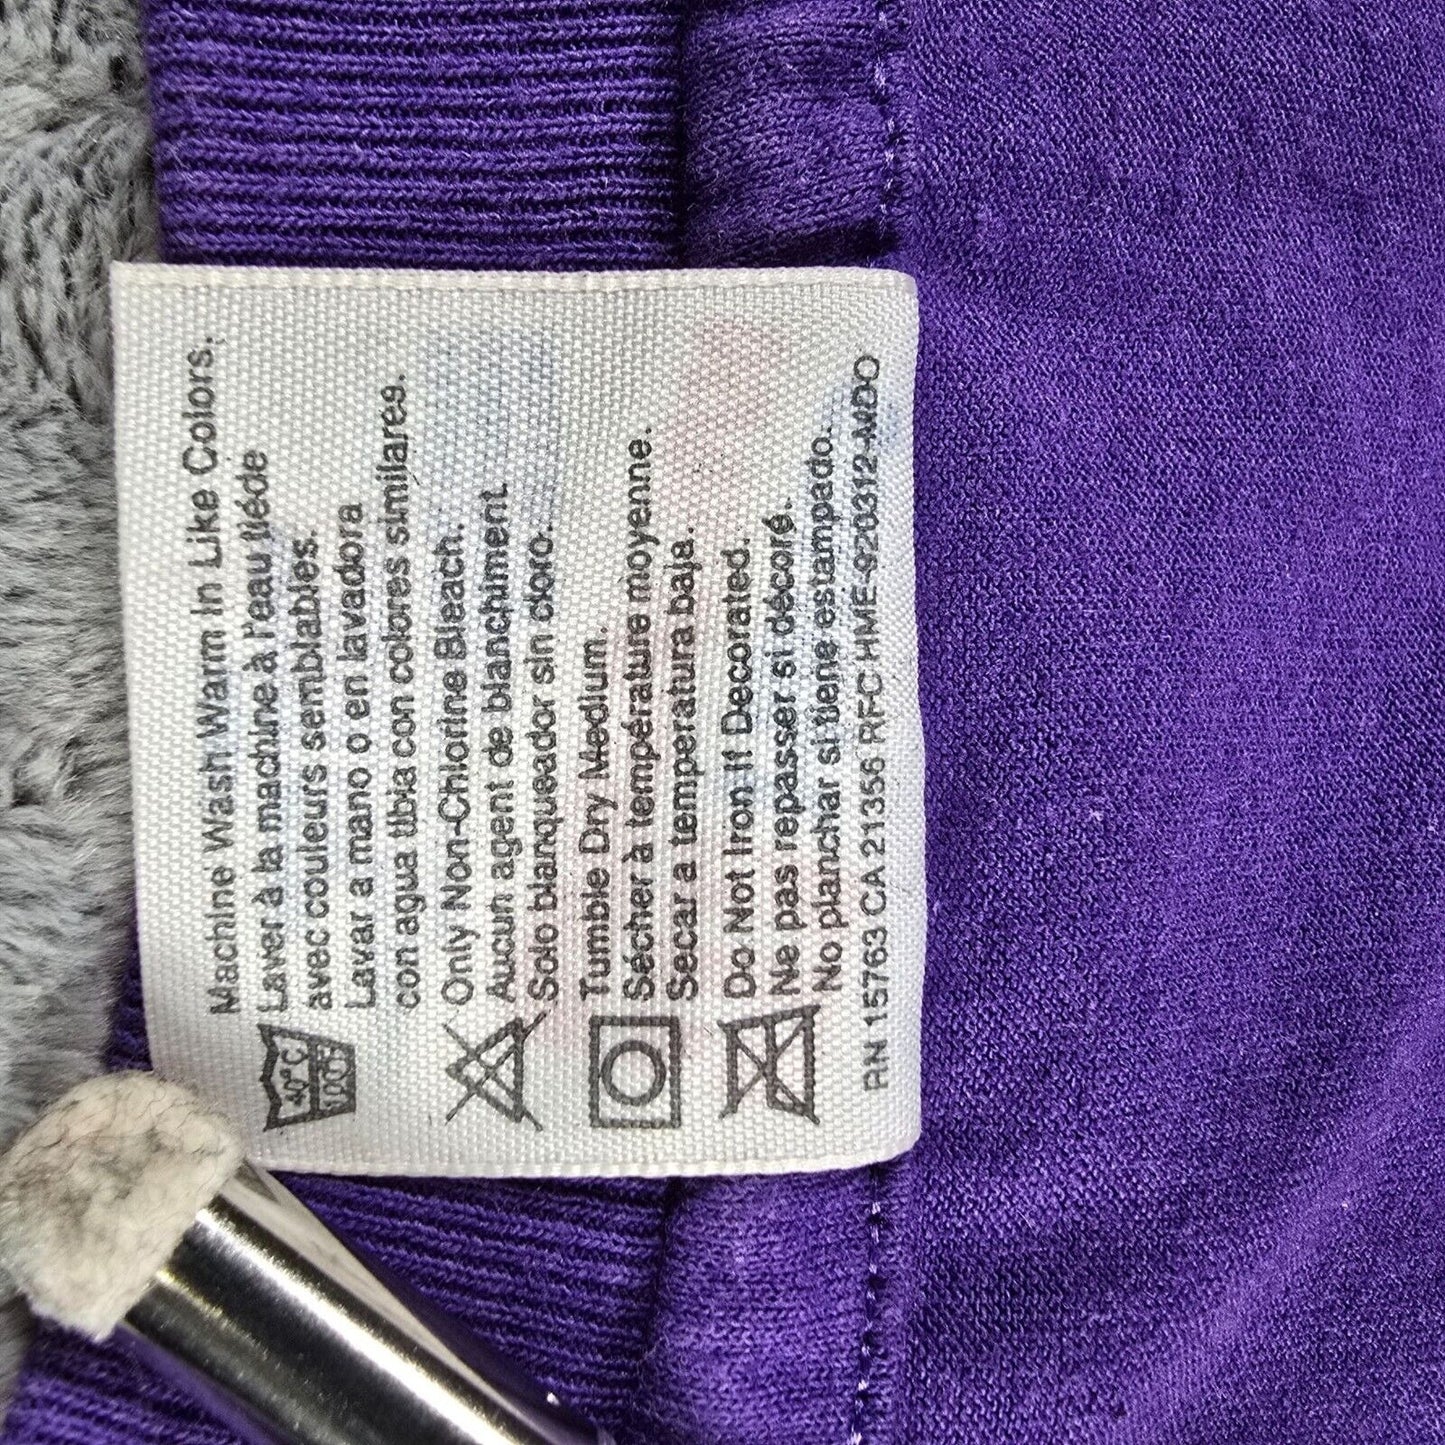 Machine Wash Warm In Like Colors.
Laver à la machine à l'eau tiéde
avec couleurs semblables.
Lavar a mano o en lavadora
con agua tibia con colores similares.
Only Non-Chlorine Bleach.
Aucun agent de blanchiment.
Solo blanqueador sin cloro.
Tumble Dry Medium.
Sécher à température moyenne.
Secar a temperatura baja.
Do Not Iron If Decorated.
Ne pas repasser si décoré.
No planchar si tiene estampado.
RN 15763 CA 21356 RFC HME-920312-MDO
40°C